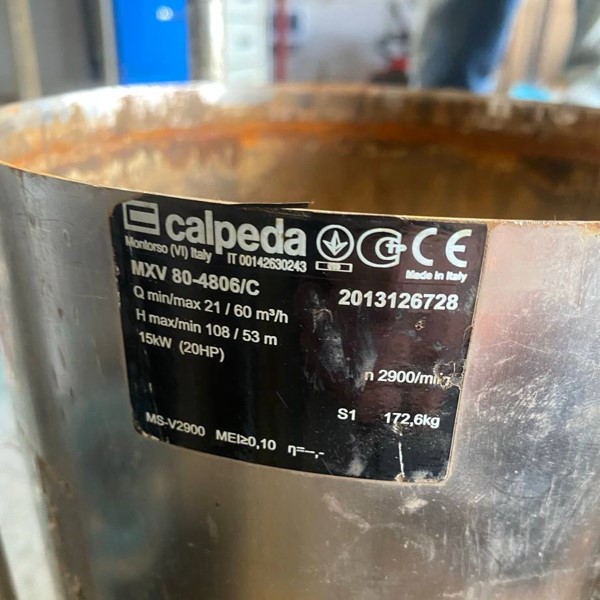 calpeda
Montorso (VI) Italy IT 00142630243
CE
Made in Italy
MXV 80-4806/C
2013126728
Q min/max 21 / 60 m³/h
H max/min 108 / 53 m
15kW (20HP)
n 2900/min
S1 172,6kg
MS-V2900 MEI≥0,10 η=--,-